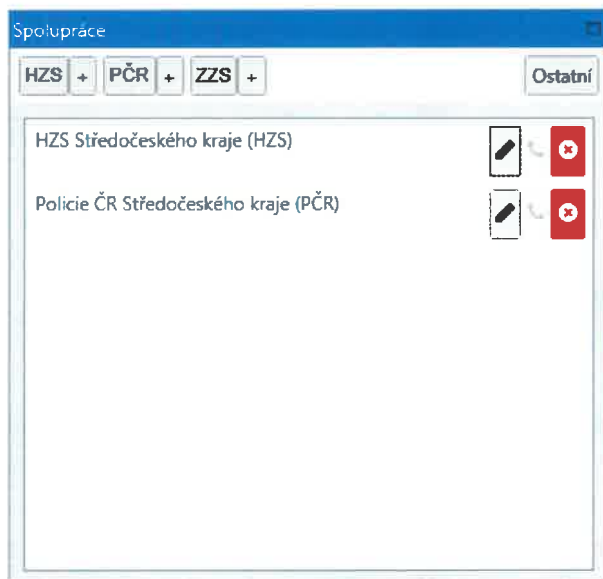 Spolupráce
HZS + PČR + ZZS + Ostatní
HZS Středočeského kraje (HZS)
Policie ČR Středočeského kraje (PČR)